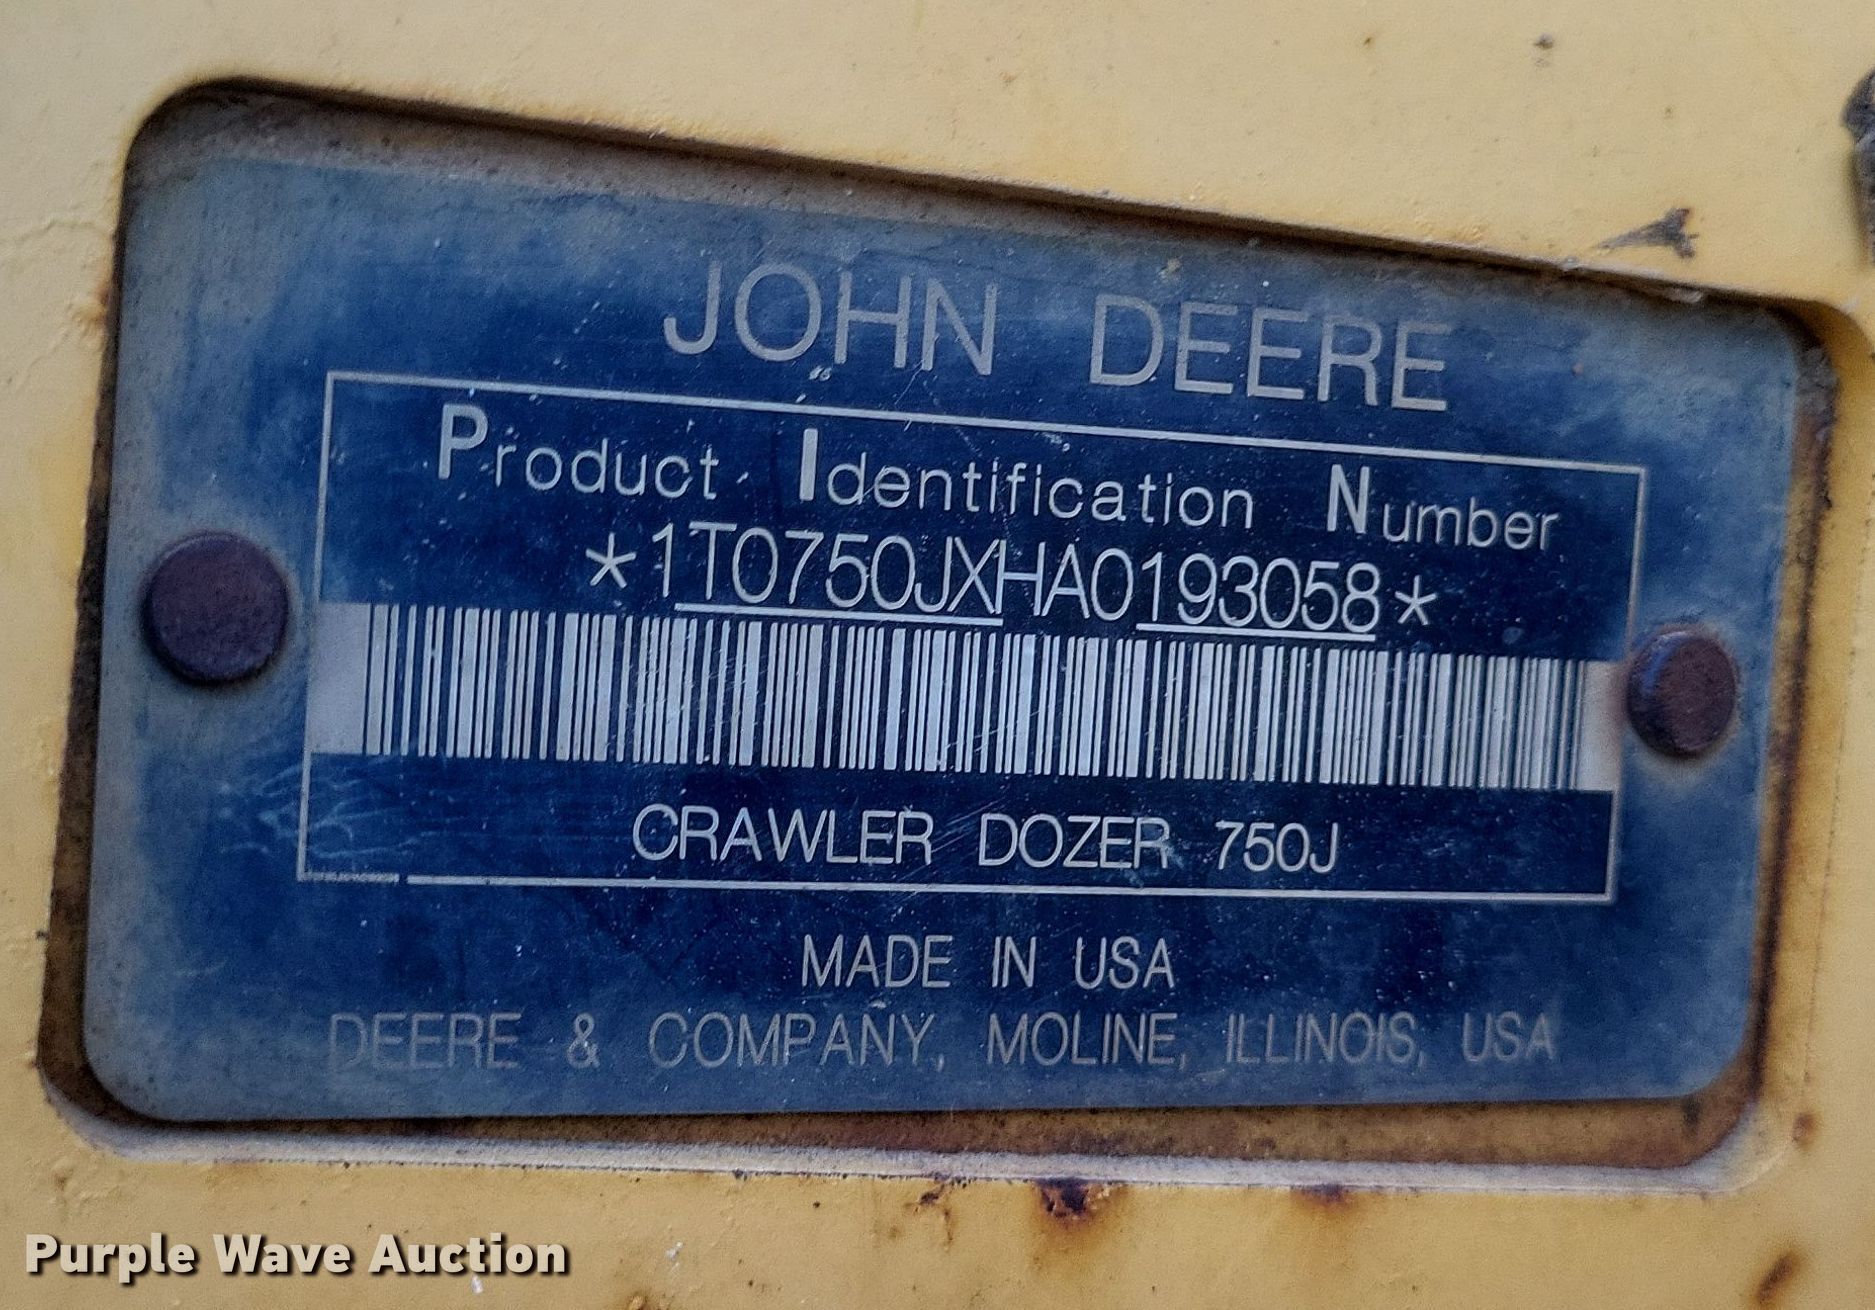 JOHN DEERE
Product Identification Number
*1T0750JXHA0193058*
CRAWLER DOZER 750J
MADE IN USA
DEERE & COMPANY, MOLINE, ILLINOIS, USA
Purple Wave Auction